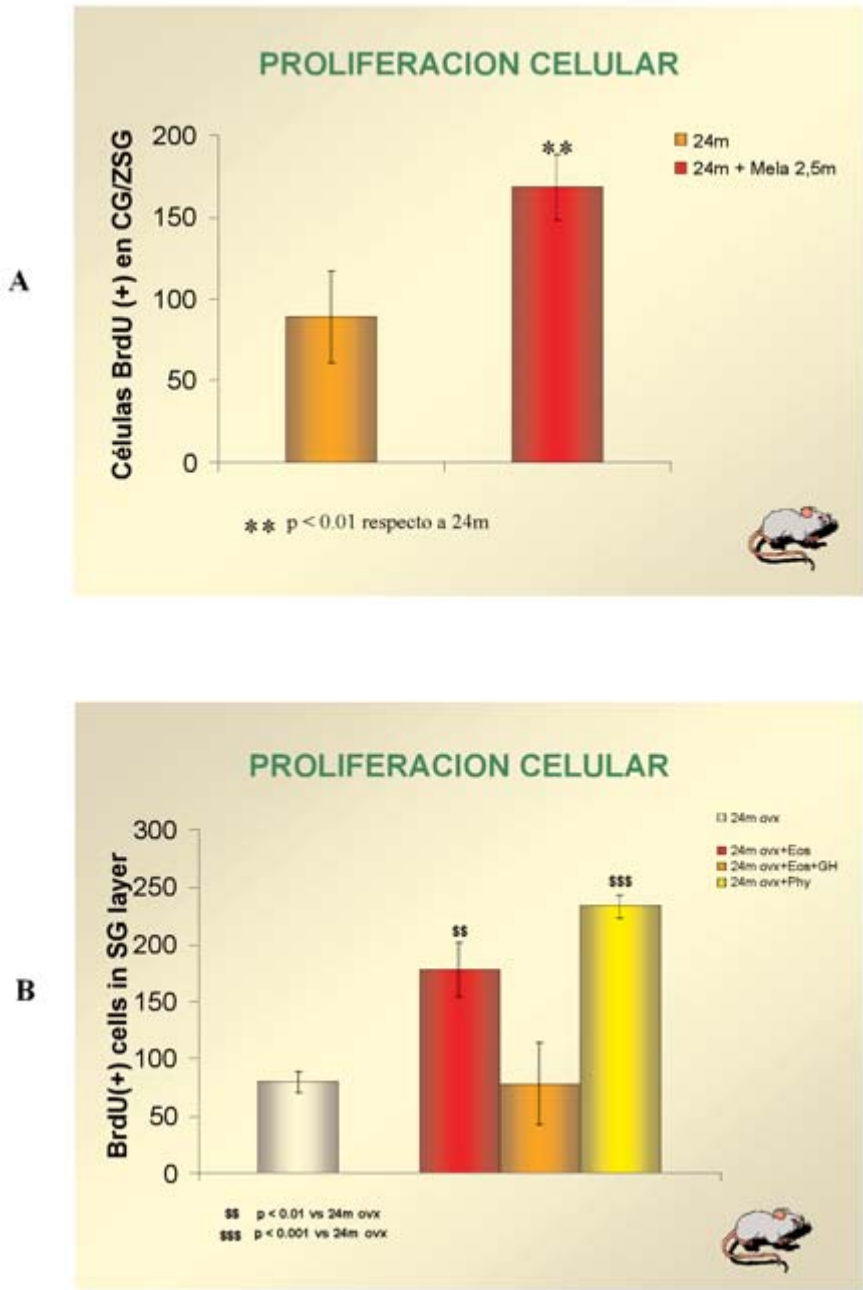 A
PROLIFERACION CELULAR
Células BrdU (+) en CG/ZSG
200
150
100
50
0
**
24m
24m + Mela 2,5m
** p < 0.01 respecto a 24m
B
PROLIFERACION CELULAR
BrdU(+) cells in SG layer
300
250
200
150
100
50
0
$$
$$$
24m ovx
24m ovx+Eos
24m ovx+Eos+GH
24m ovx+Phy
$$ p < 0.01 vs 24m ovx
$$$ p < 0.001 vs 24m ovx